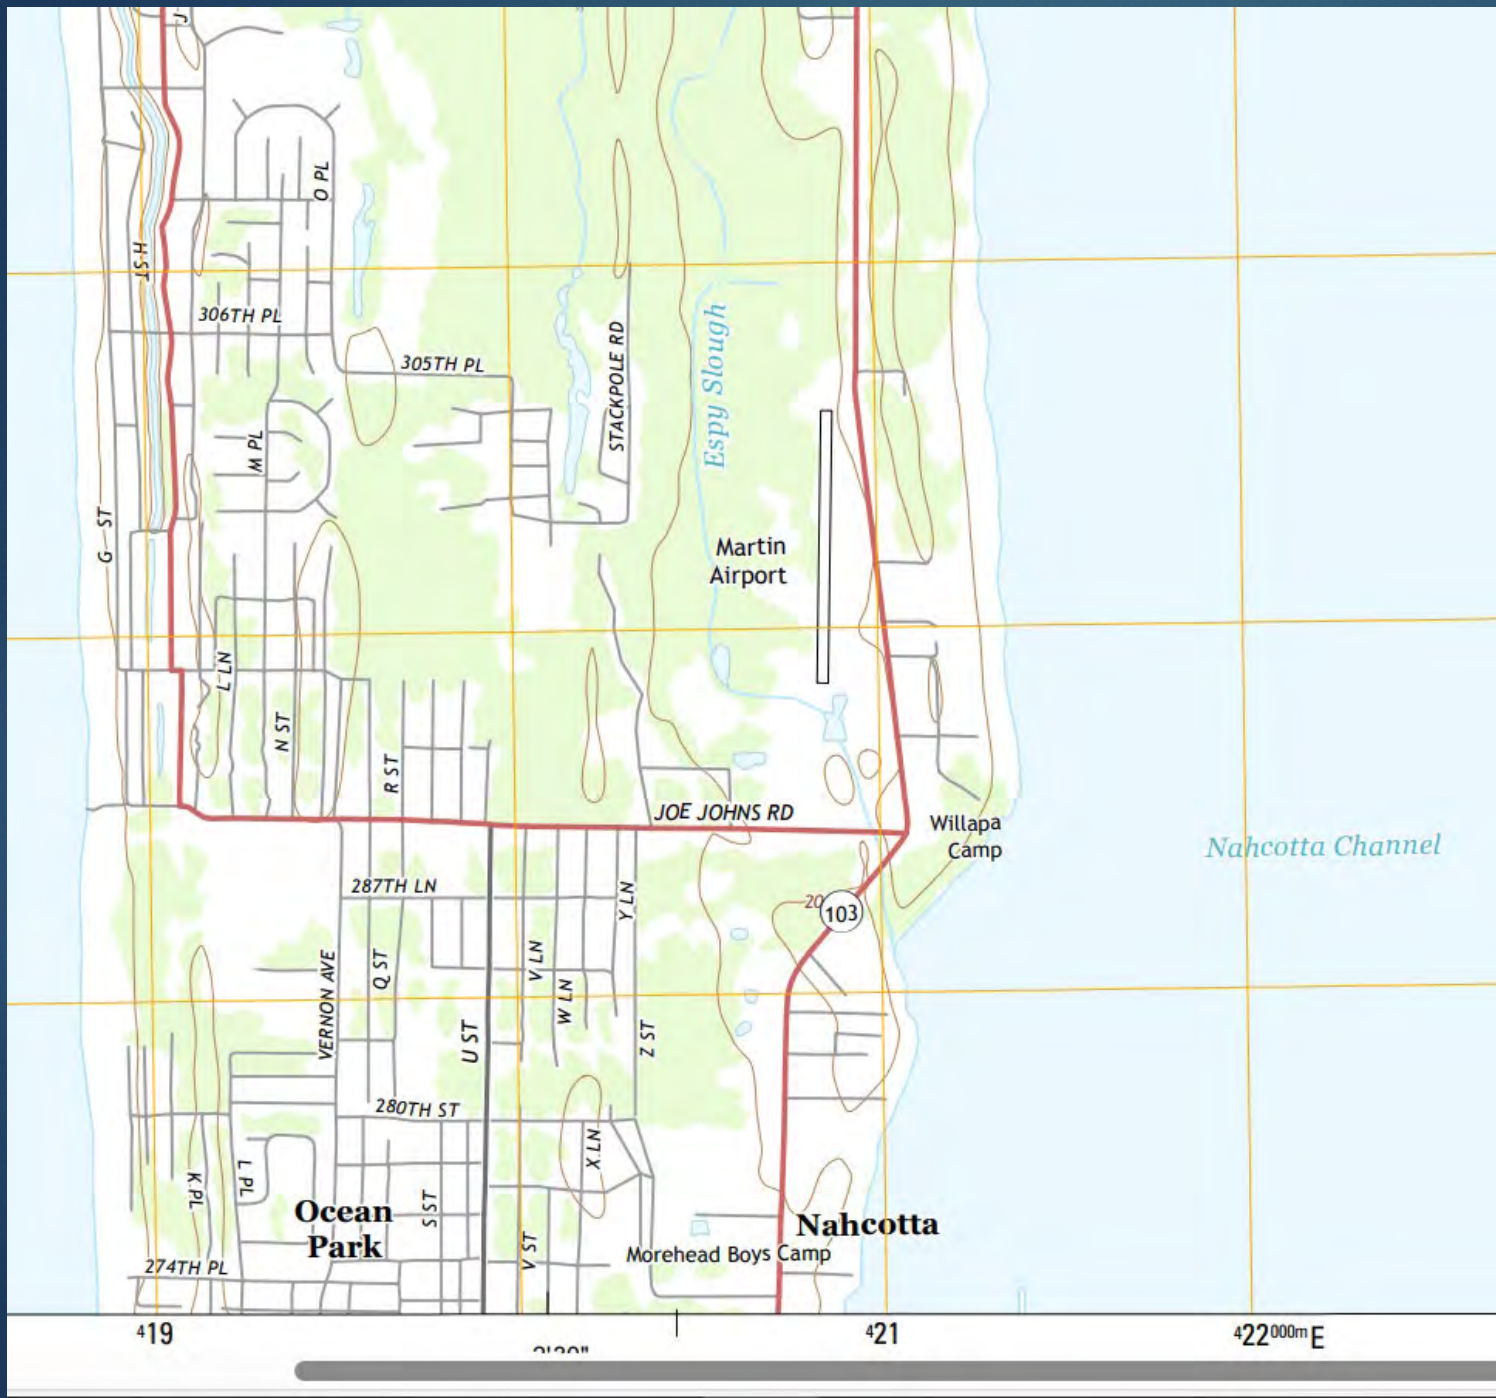 J
O PL
H ST
306TH PL
305TH PL
STACKPOLE RD
Espy Slough
M PL
G ST
Martin
Airport
L LN
N ST
R ST
JOE JOHNS RD
Willapa
Camp
Nahcotta Channel
287TH LN
Y LN
20
103
VERNON AVE
Q ST
V LN
W LN
U ST
Z ST
280TH ST
X LN
K PL
L PL
S ST
Ocean
Park
Nahcotta
V ST
Morehead Boys Camp
274TH PL
419
421
422000m E